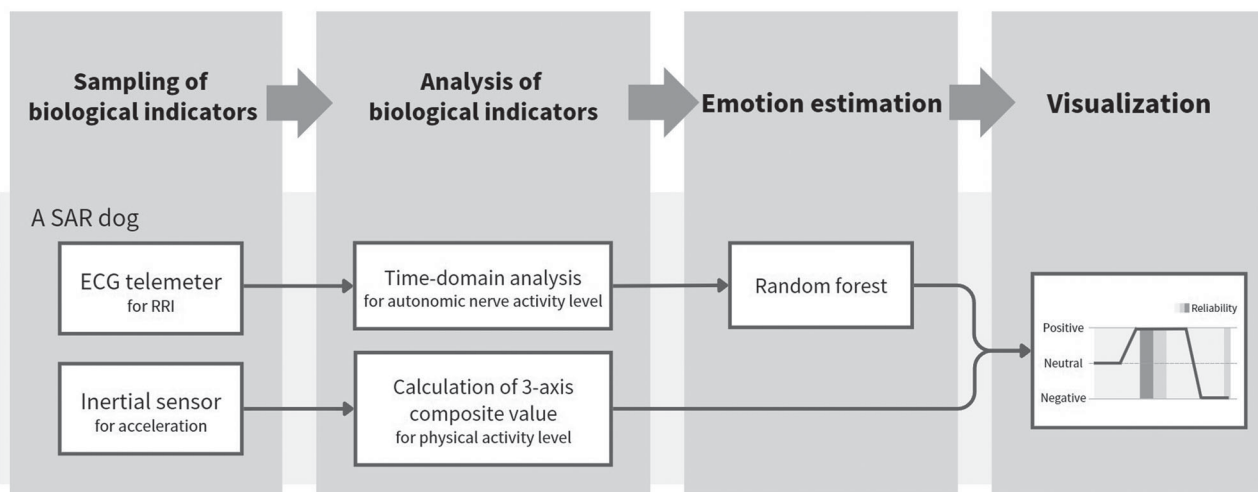 Sampling of
biological indicators
Analysis of
biological indicators
Emotion estimation
Visualization
A SAR dog
ECG telemeter
for RRI
Time-domain analysis
for autonomic nerve activity level
Random forest
Inertial sensor
for acceleration
Calculation of 3-axis
composite value
for physical activity level
Reliability
Positive
Neutral
Negative